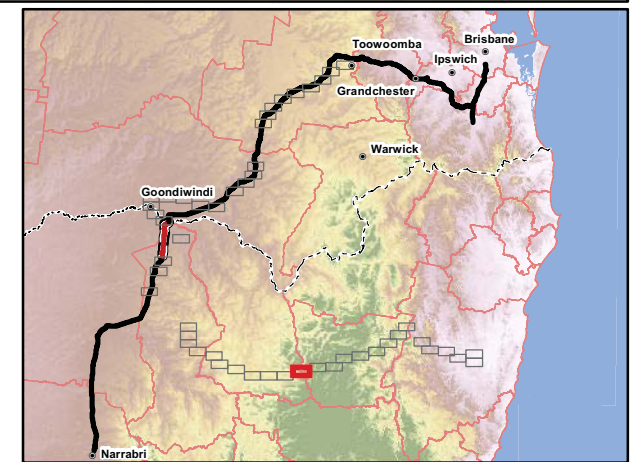 Brisbane
Toowoomba
Ipswich
Grandchester
Warwick
Goondiwindi
Narrabri